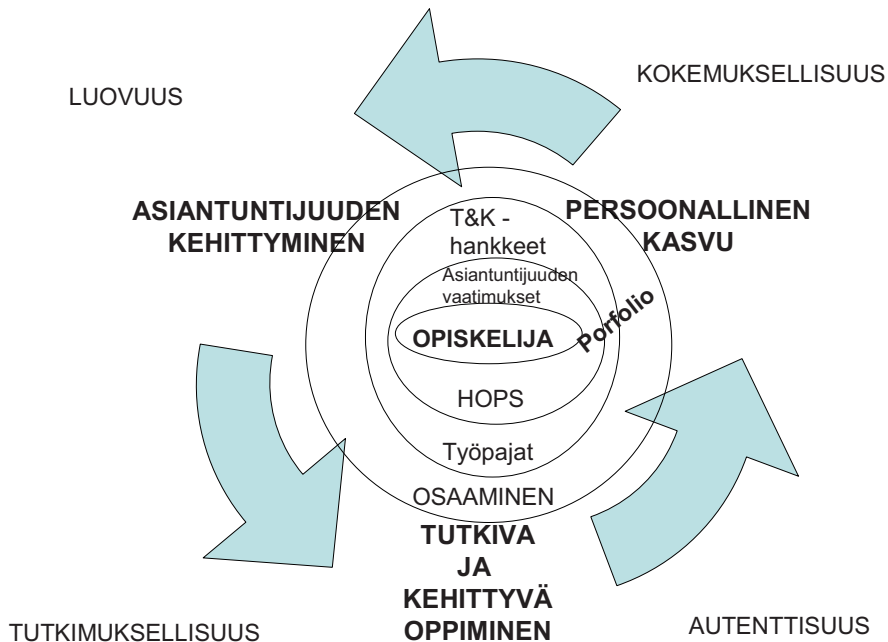 KOKEMUKSELLISUUS
LUOVUUS
ASIANTUNTIJUUDEN
KEHITTYMINEN
PERSOONALLINEN
KASVU
T&K -
hankkeet
Asiantuntijuuden
vaatimukset
Porfolio
OPISKELIJA
HOPS
Työpajat
OSAAMINEN
TUTKIVA
JA
KEHITTYVÄ
OPPIMINEN
TUTKIMUKSELLISUUS
AUTENTTISUUS